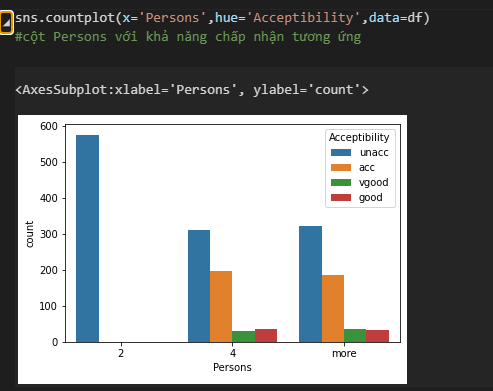 sns.countplot(x='Persons',hue='Acceptibility',data=df)
#cột Persons với khả năng chấp nhận tương ứng
<AxesSubplot:xlabel='Persons', ylabel='count'>
600
500
400
300
200
100
0
count
Acceptibility
unacc
acc
vgood
good
2
4
more
Persons